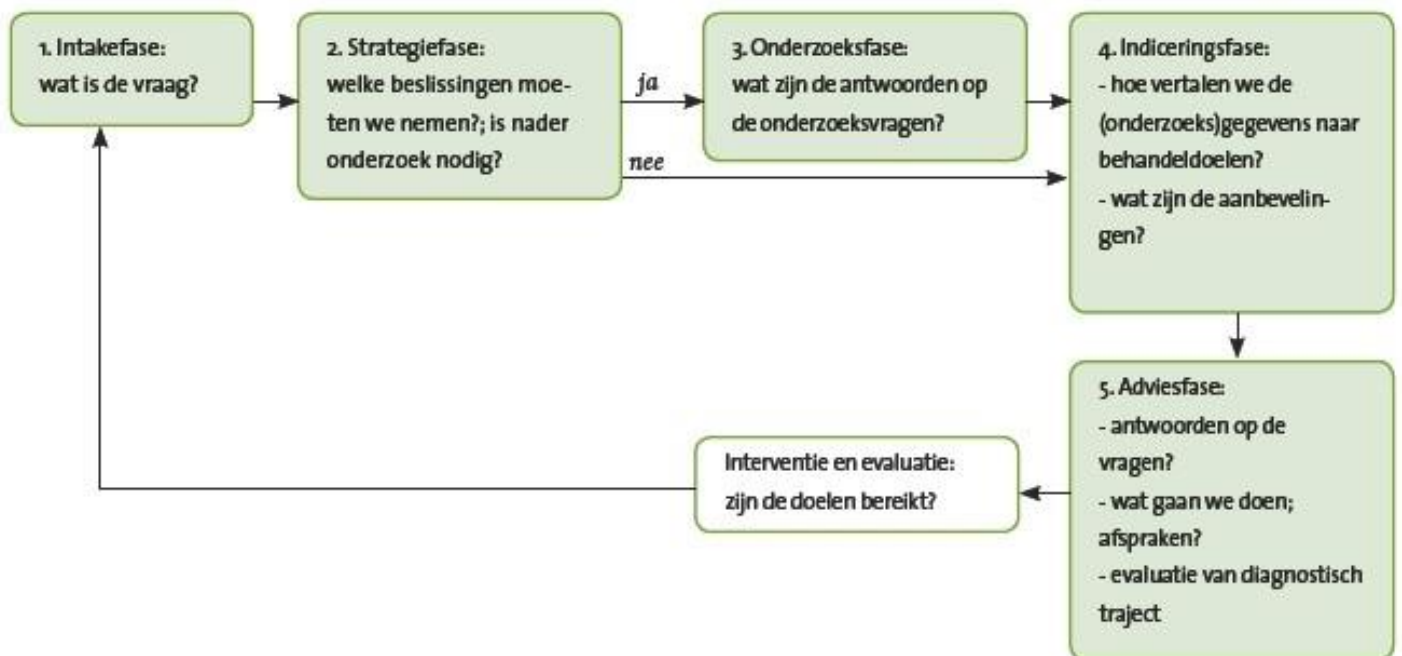 1. Intakefase:
wat is de vraag?
2. Strategiefase:
welke beslissingen moe-
ten we nemen?; is nader
onderzoek nodig?
ja
nee
3. Onderzoeksfase:
wat zijn de antwoorden op
de onderzoeksvragen?
4. Indiceringsfase:
- hoe vertalen we de
(onderzoeks)gegevens naar
behandeldoelen?
- wat zijn de aanbevelin-
gen?
5. Adviesfase:
- antwoorden op de
vragen?
- wat gaan we doen;
afspraken?
- evaluatie van diagnostisch
traject
Interventie en evaluatie:
zijn de doelen bereikt?